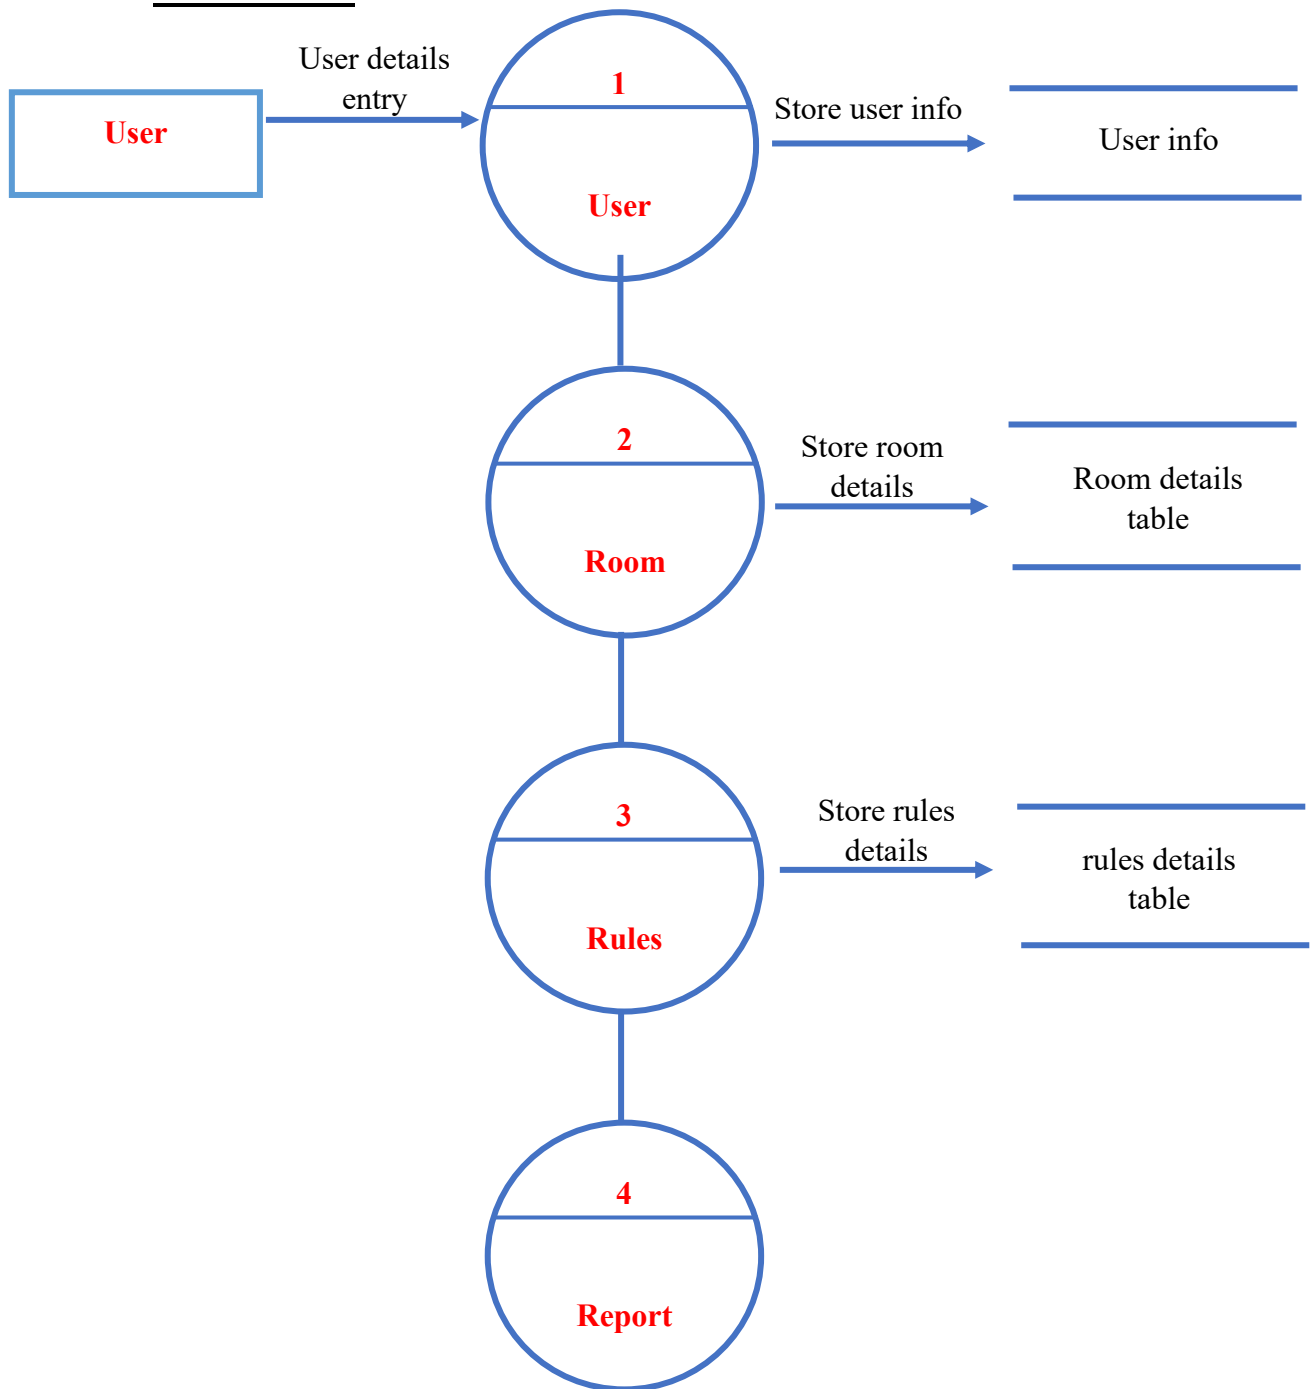 User details
entry
User
1
User
Store user info
User info
2
Room
Store room
details
Room details
table
3
Rules
Store rules
details
rules details
table
4
Report